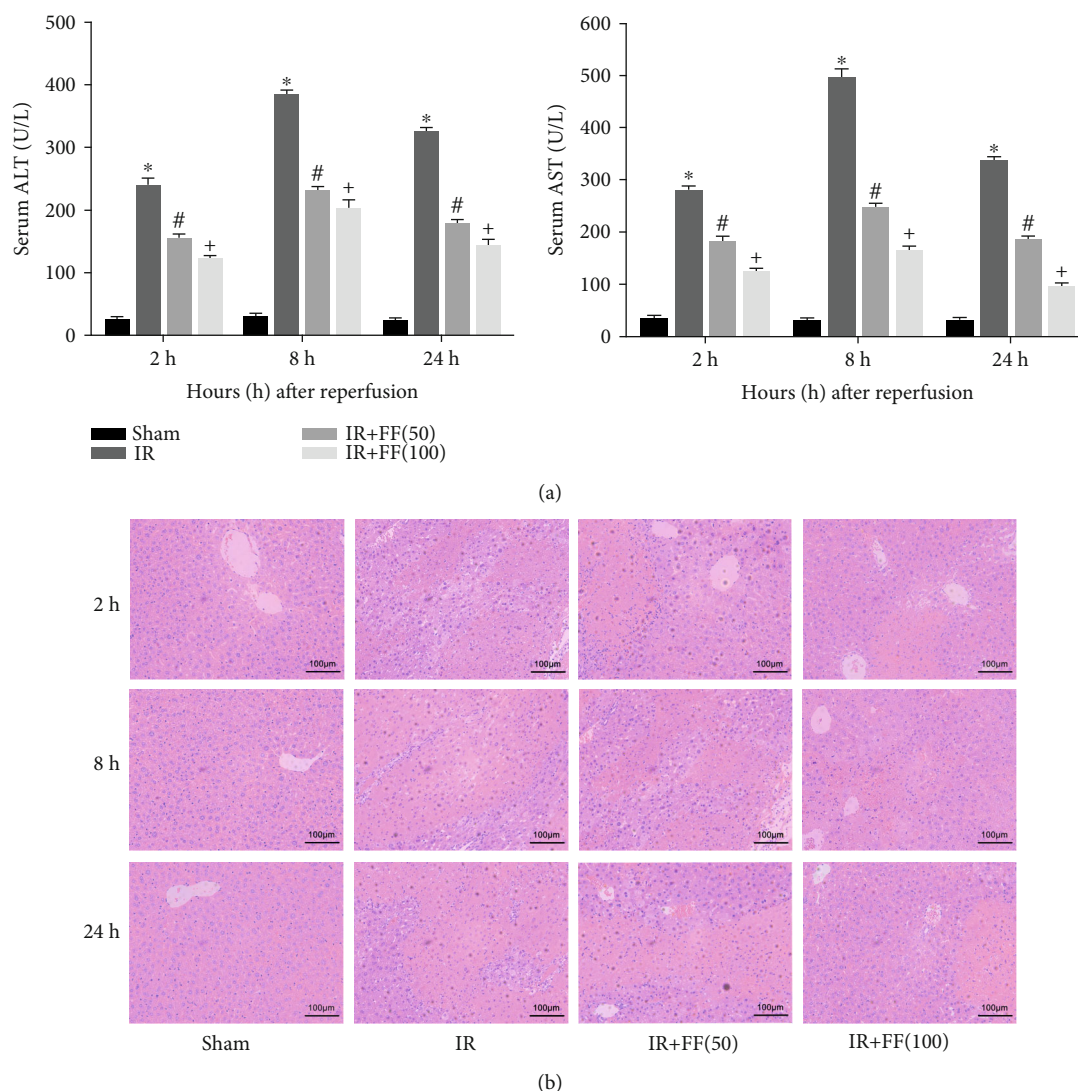 500
400
300
200
100
0
Serum ALT (U/L)
*
#
+
*
#
+
*
#
+
2 h
8 h
24 h
Hours (h) after reperfusion
600
500
400
300
200
100
0
Serum AST (U/L)
*
#
+
*
#
+
*
#
+
2 h
8 h
24 h
Hours (h) after reperfusion
Sham
IR
IR+FF(50)
IR+FF(100)
(a)
2 h
100μm
100μm
100μm
100μm
8 h
100μm
100μm
100μm
100μm
24 h
100μm
100μm
100μm
100μm
Sham
IR
IR+FF(50)
IR+FF(100)
(b)